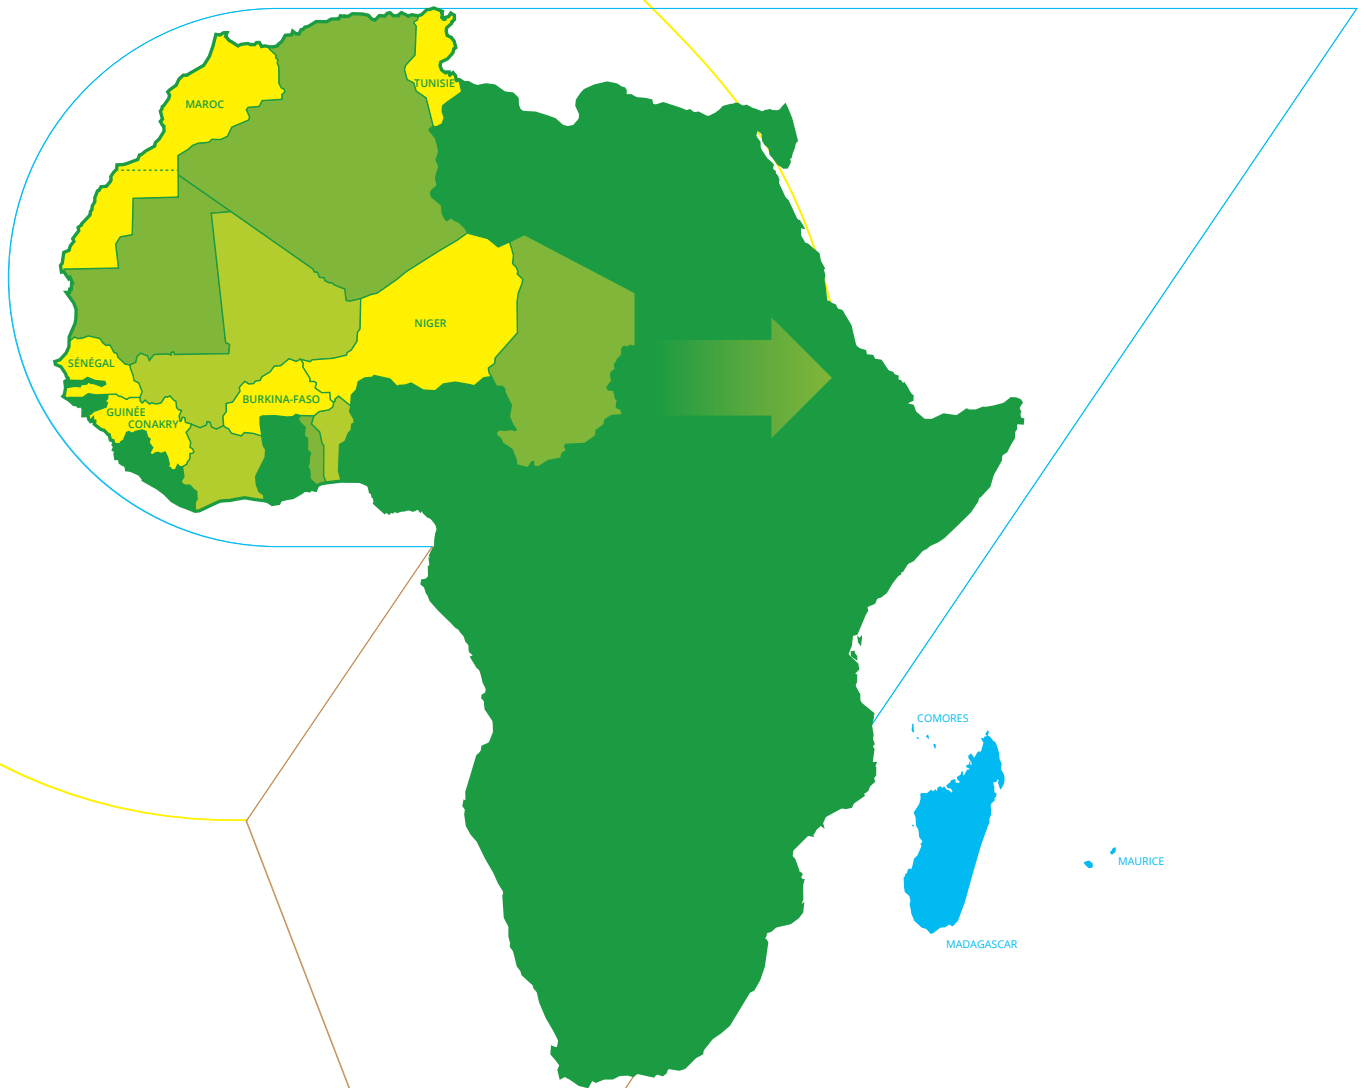 TUNISIE
MAROC
NIGER
SÉNÉGAL
BURKINA-FASO
GUINÉE
CONAKRY
COMORES
MAURICE
MADAGASCAR